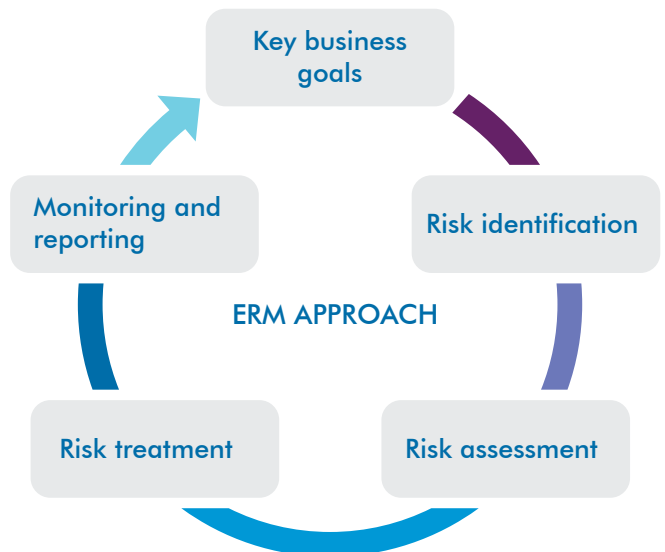 Key business
goals
Monitoring and
reporting
Risk identification
ERM APPROACH
Risk treatment
Risk assessment